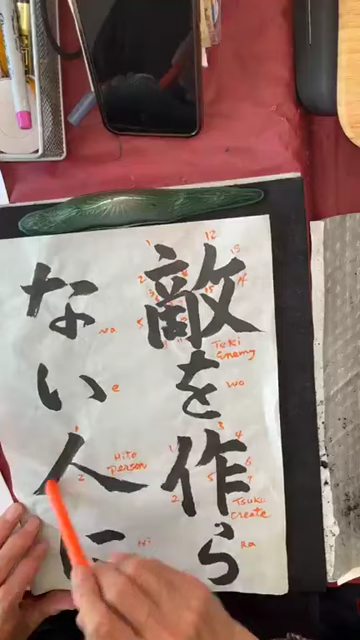 敵を作ら
ない人に
Teki
Enemy
wo
Tsuku
create
Ra
na
e
Hito
person
Ni